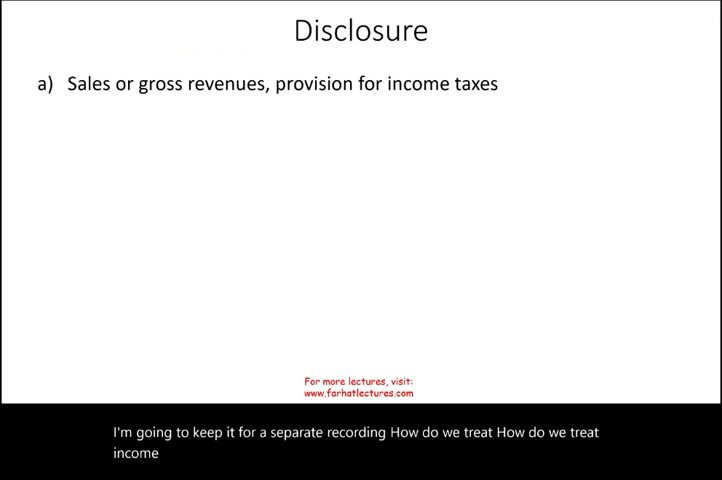 Disclosure
a) Sales or gross revenues, provision for income taxes
For more lectures, visit:
www.farhatlectures.com
I'm going to keep it for a separate recording How do we treat How do we treat
income